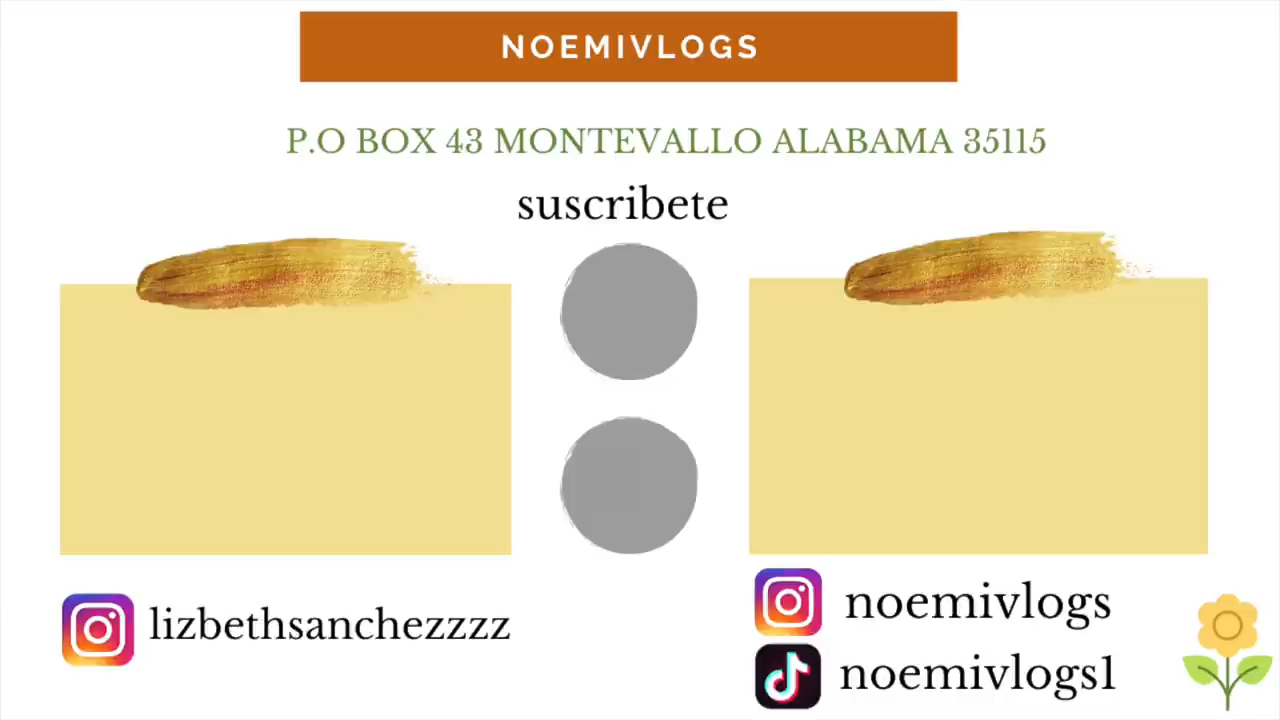 NOEMIVLOGS
P.O BOX 43 MONTEVALLO ALABAMA 35115
suscribete
lizbethsanchezzzz
noemivlogs
noemivlogs1